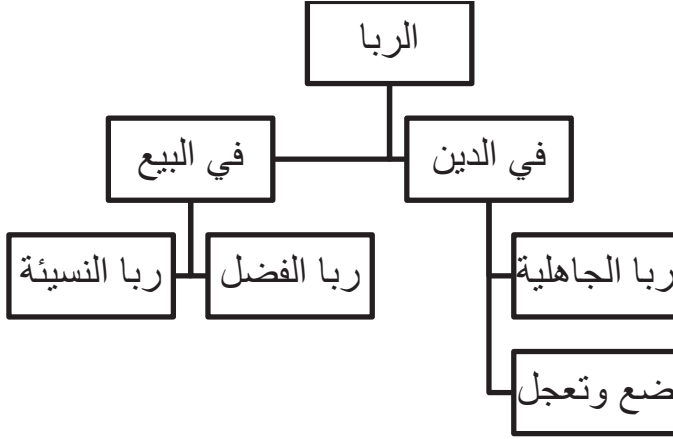 الربا
في الدين
في البيع
ربا الجاهلية
ربا الفضل
ربا النسيئة
ضع وتعجل